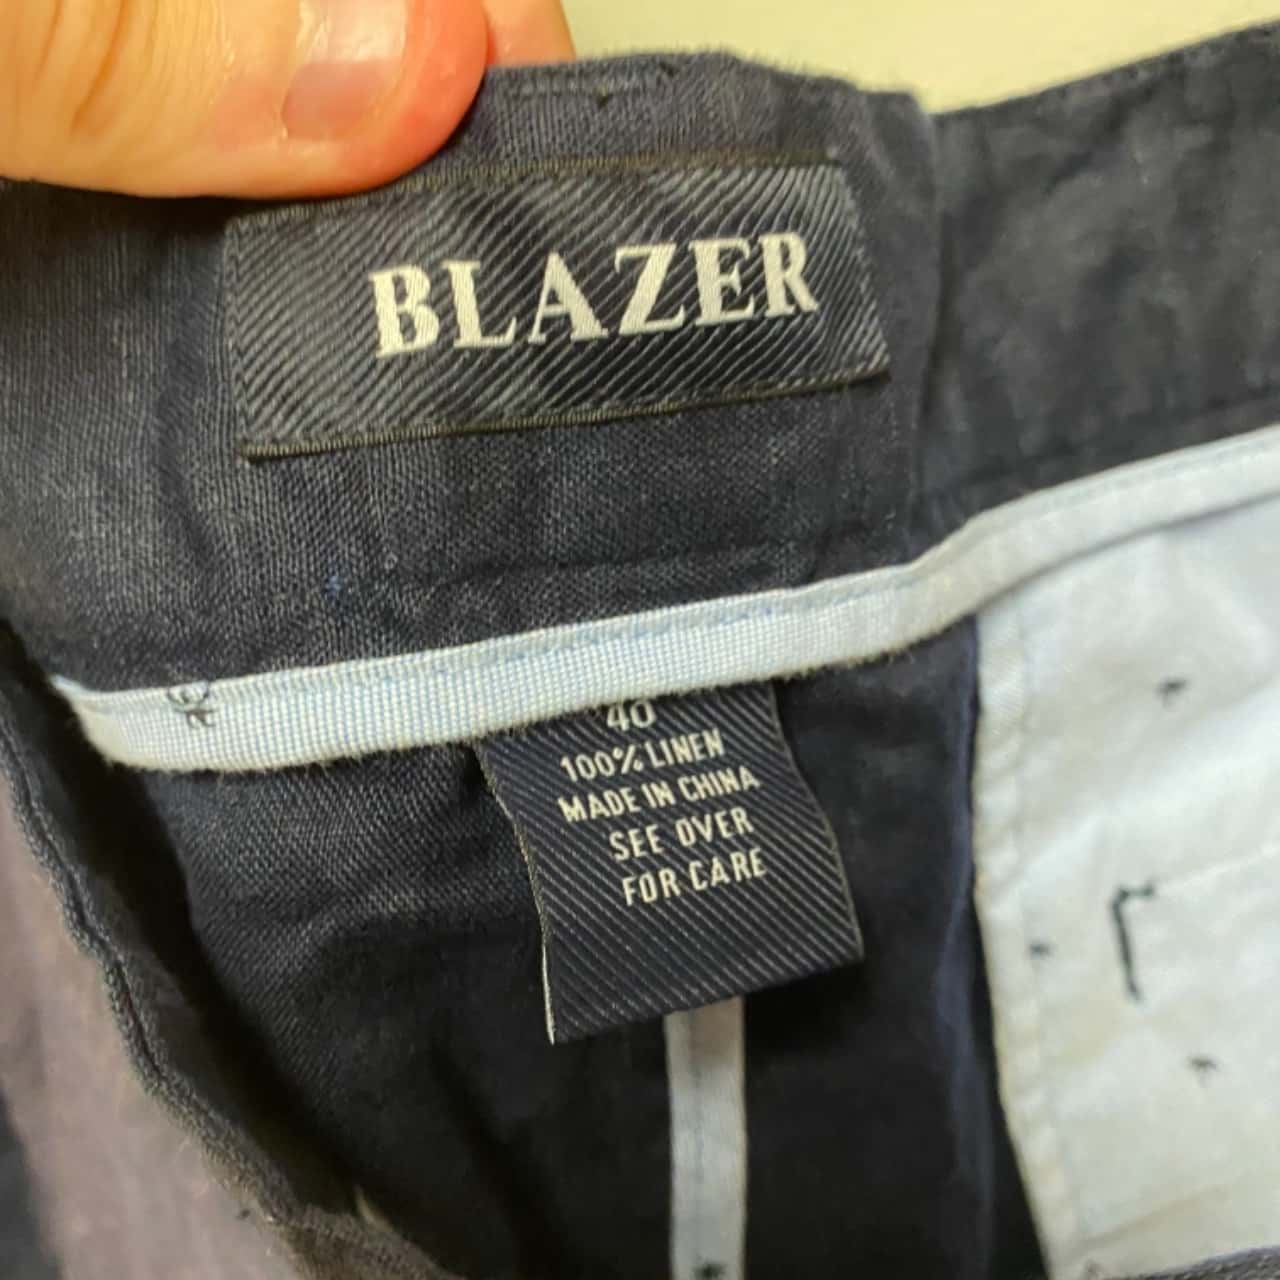 BLAZER
40
100% LINEN
MADE IN CHINA
SEE OVER
FOR CARE